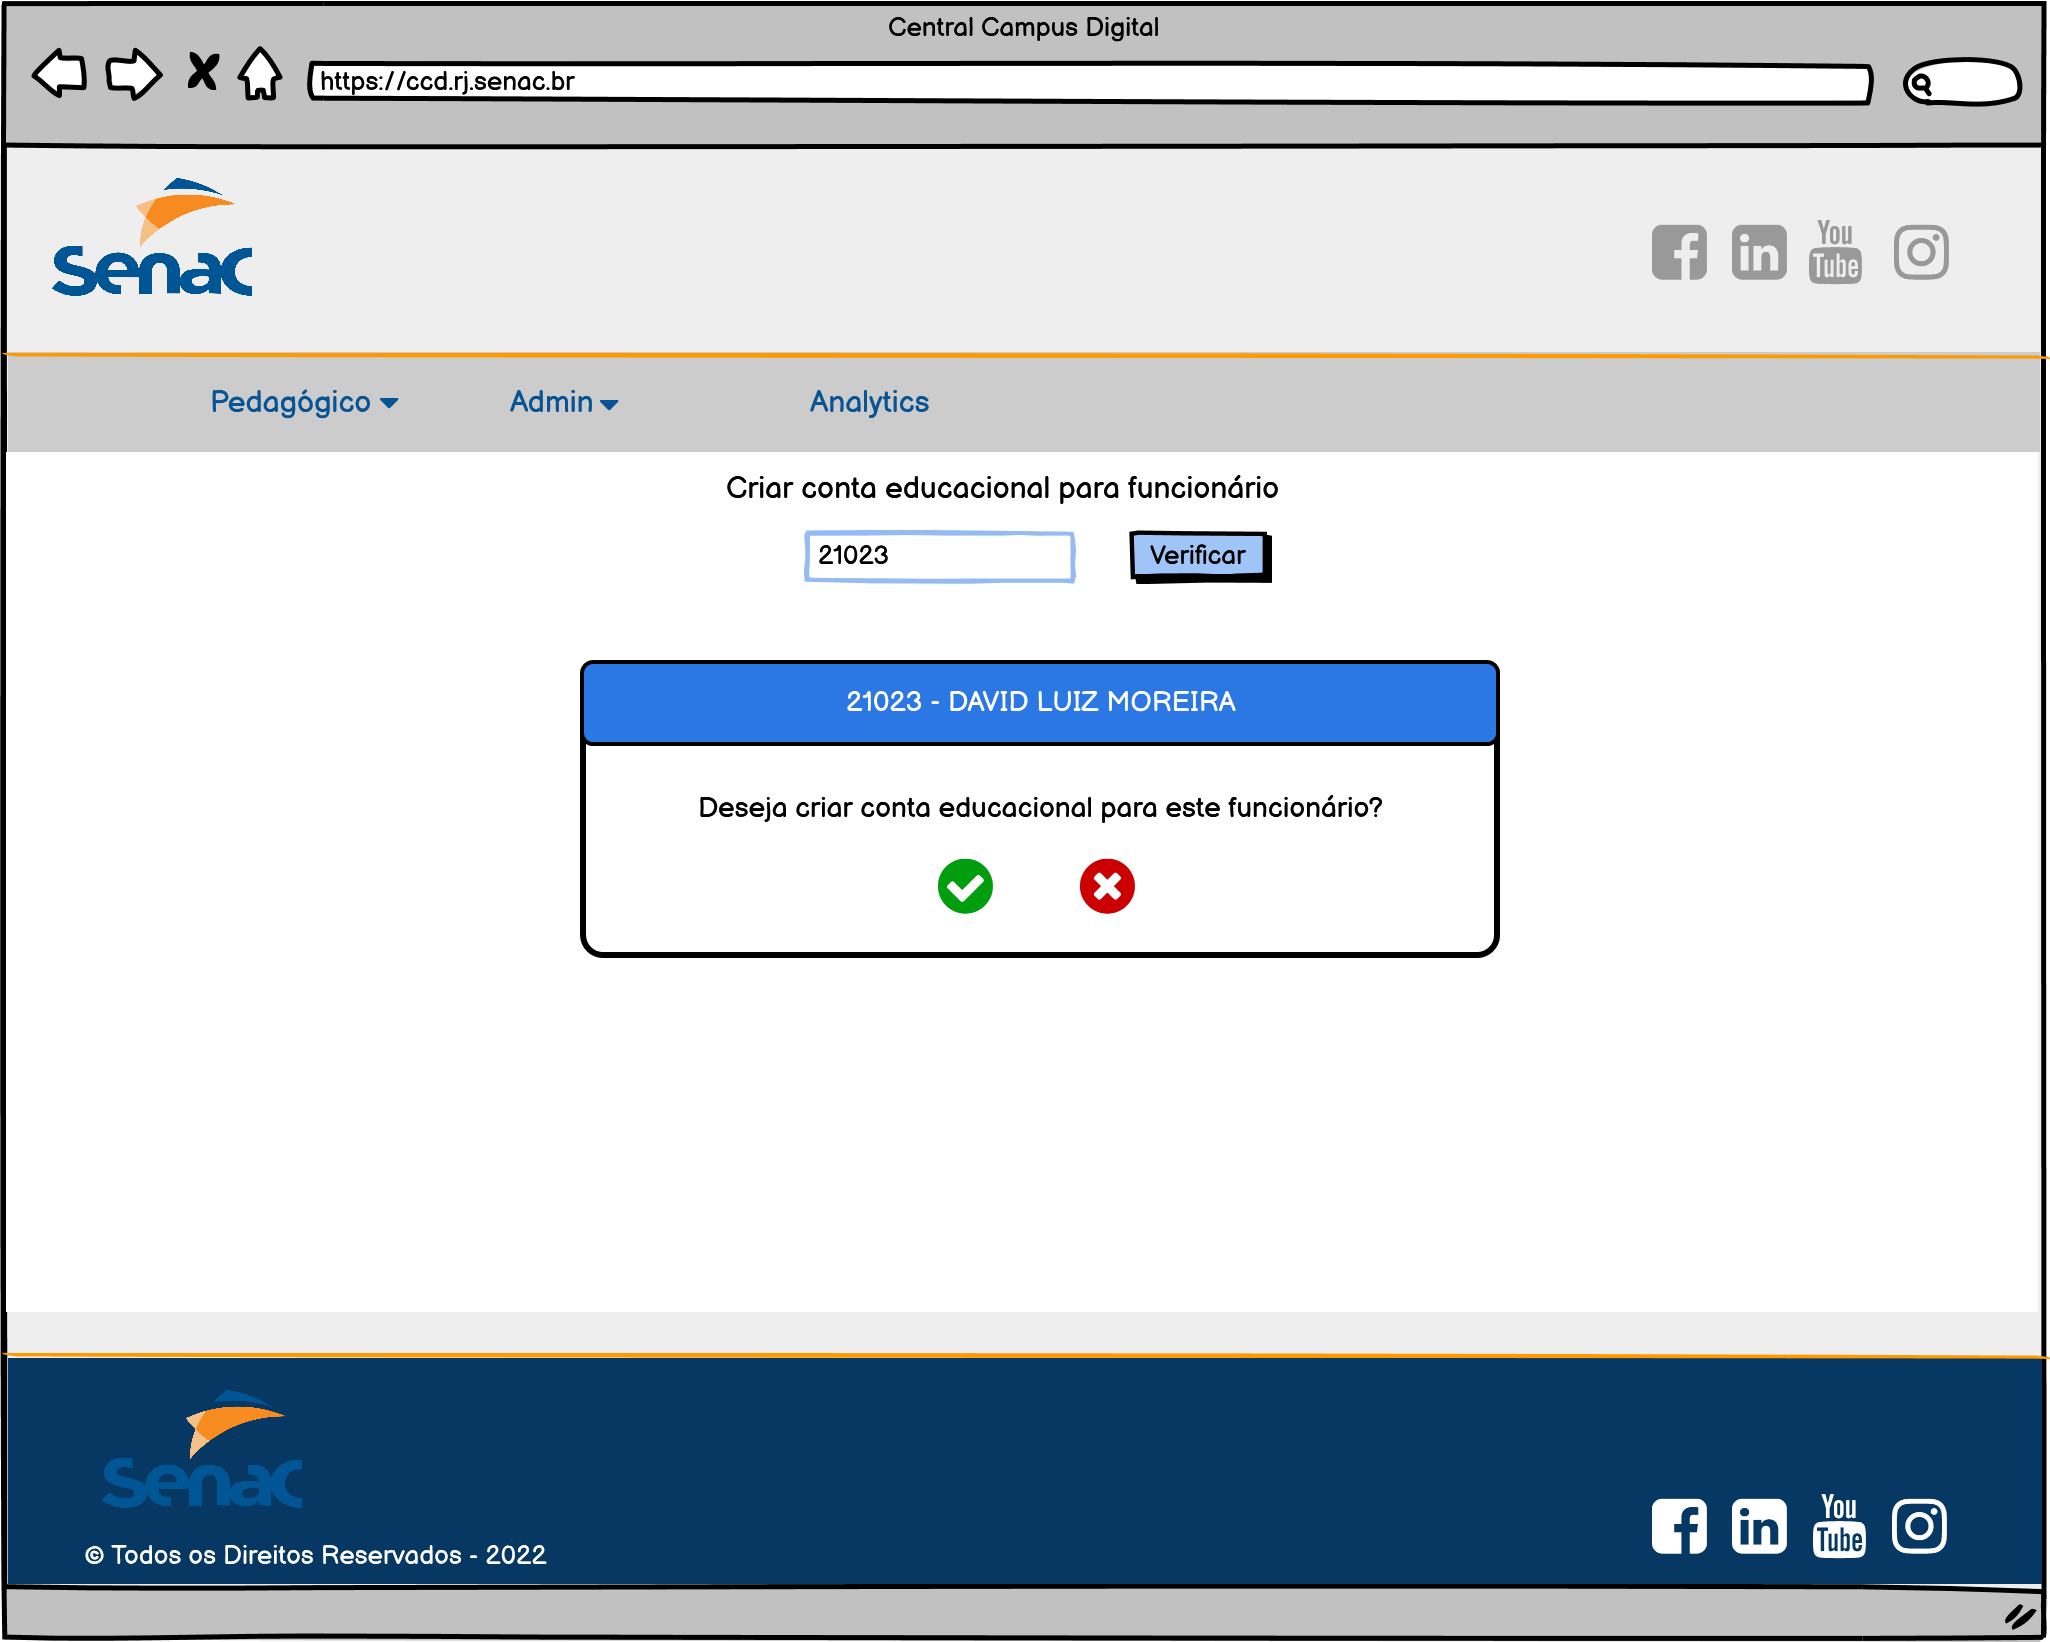 Central Campus Digital
https://ccd.rj.senac.br
Senac
You
Tube
Pedagógico
Admin
Analytics
Criar conta educacional para funcionário
21023
Verificar
21023 - DAVID LUIZ MOREIRA
Deseja criar conta educacional para este funcionário?
Senac
You
Tube
© Todos os Direitos Reservados - 2022